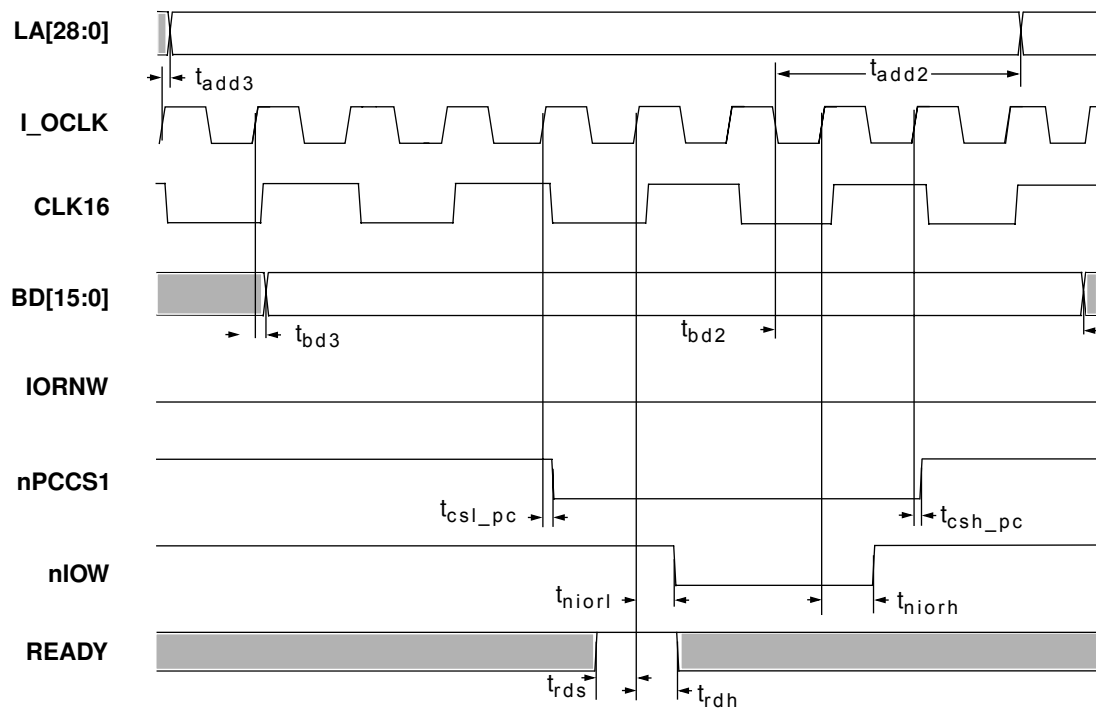 LA[28:0]
tadd3
tadd2
I_OCLK
CLK16
BD[15:0]
tbd3
tbd2
IORNW
nPCCS1
tcsl_pc
tcsh_pc
nIOW
tniorl
tniorh
READY
trds
trdh